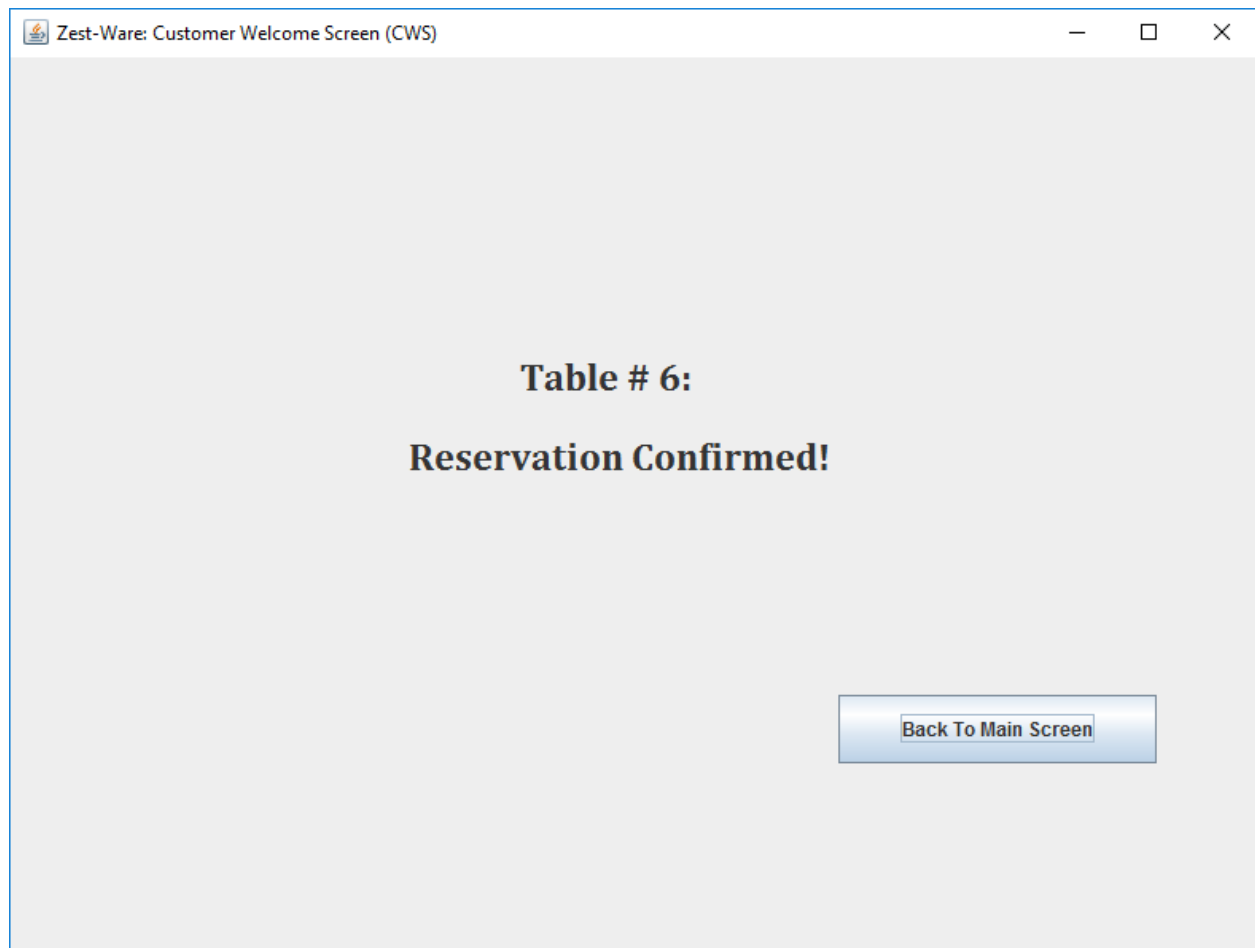 Zest-Ware: Customer Welcome Screen (CWS)
Table # 6:
Reservation Confirmed!
Back To Main Screen